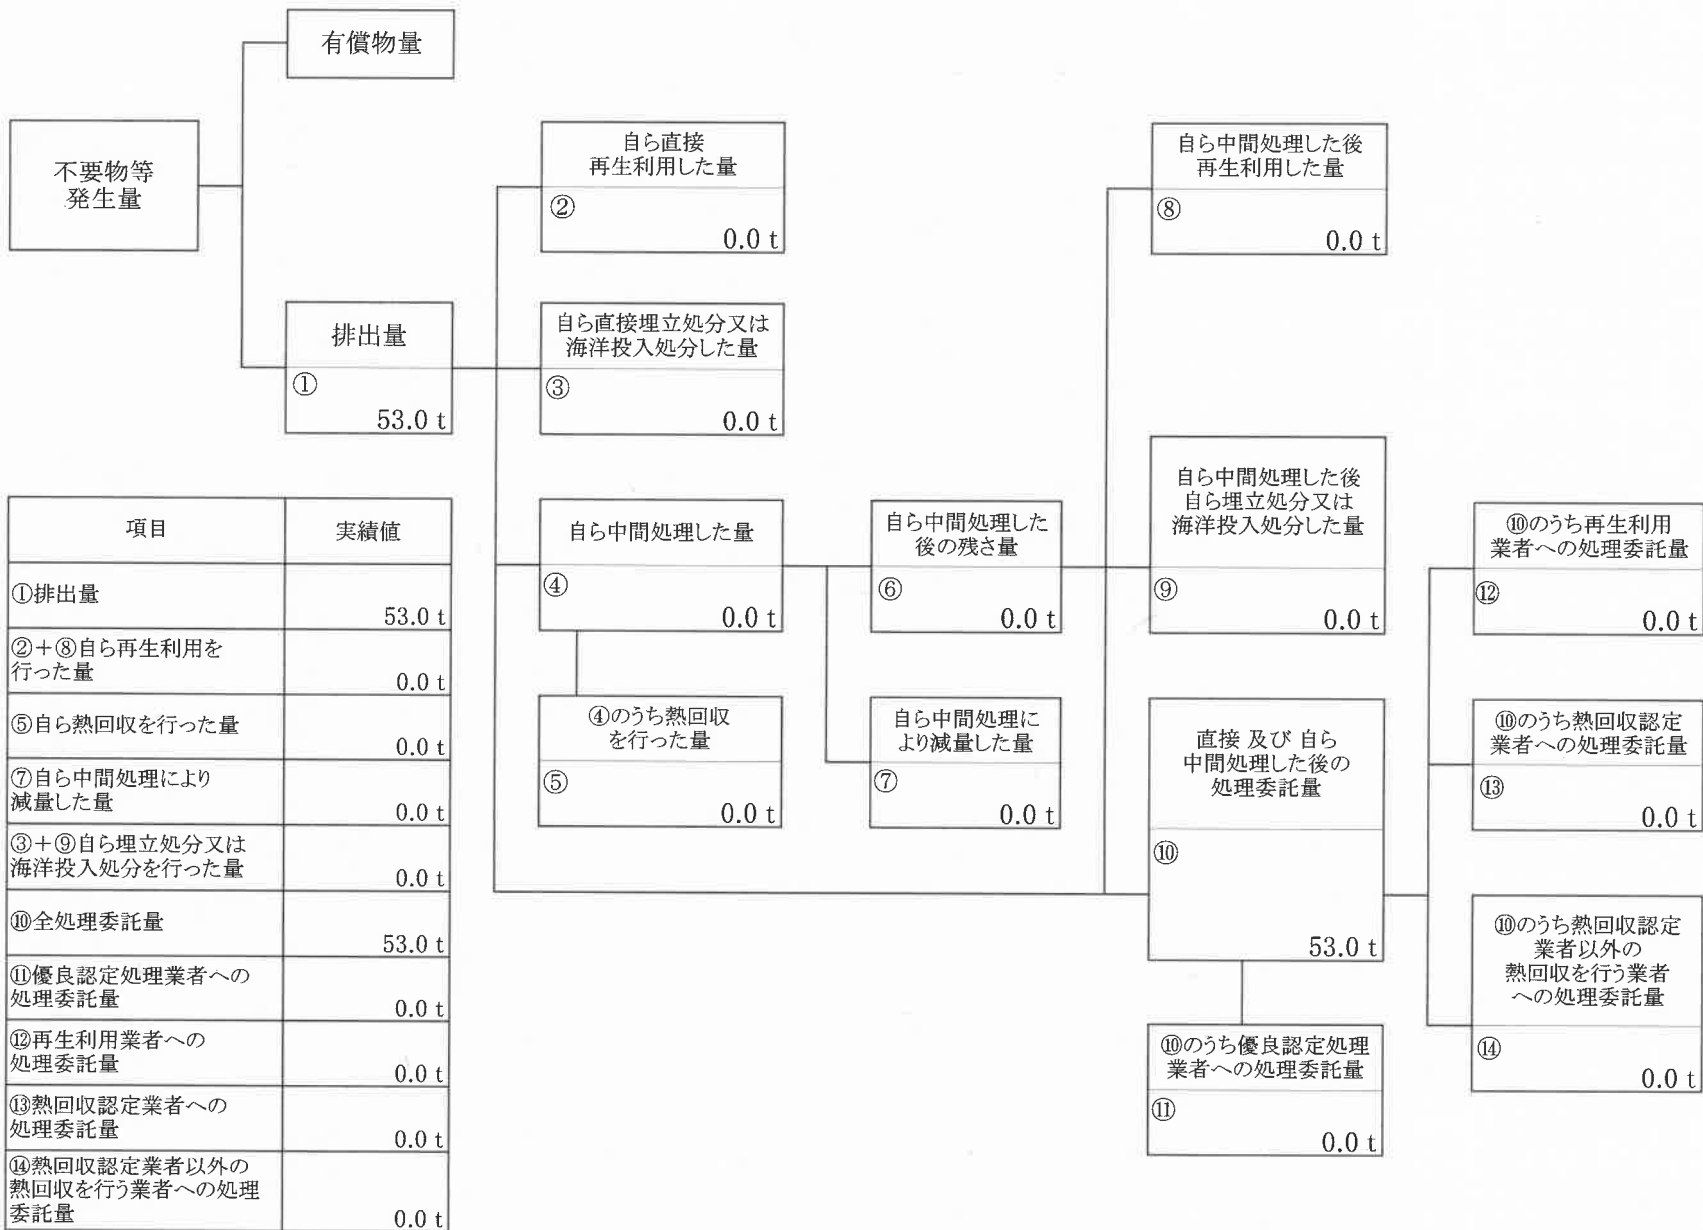 有償物量
不要物等
発生量
自ら直接
再生利用した量
②
0.0 t
自ら中間処理した後
再生利用した量
⑧
0.0 t
排出量
①
53.0 t
自ら直接埋立処分又は
海洋投入処分した量
③
0.0 t
自ら中間処理した量
④
0.0 t
自ら中間処理した
後の残さ量
⑥
0.0 t
自ら中間処理した後
自ら埋立処分又は
海洋投入処分した量
⑨
0.0 t
⑩のうち再生利用
業者への処理委託量
⑫
0.0 t
④のうち熱回収
を行った量
⑤
0.0 t
自ら中間処理に
より減量した量
⑦
0.0 t
直接 及び 自ら
中間処理した後の
処理委託量
⑩
53.0 t
⑩のうち熱回収認定
業者への処理委託量
⑬
0.0 t
⑩のうち熱回収認定
業者以外の
熱回収を行う業者
への処理委託量
⑭
0.0 t
⑩のうち優良認定処理
業者への処理委託量
⑪
0.0 t
項目 実績値
①排出量
53.0 t
②+⑧自ら再生利用を
行った量
0.0 t
⑤自ら熱回収を行った量
0.0 t
⑦自ら中間処理により
減量した量
0.0 t
③+⑨自ら埋立処分又は
海洋投入処分を行った量
0.0 t
⑩全処理委託量
53.0 t
⑪優良認定処理業者への
処理委託量
0.0 t
⑫再生利用業者への
処理委託量
0.0 t
⑬熱回収認定業者への
処理委託量
0.0 t
⑭熱回収認定業者以外の
熱回収を行う業者への処理
委託量
0.0 t